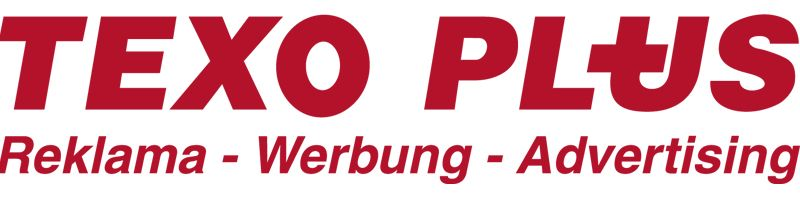 TEXO PLUS
Reklama - Werbung - Advertising